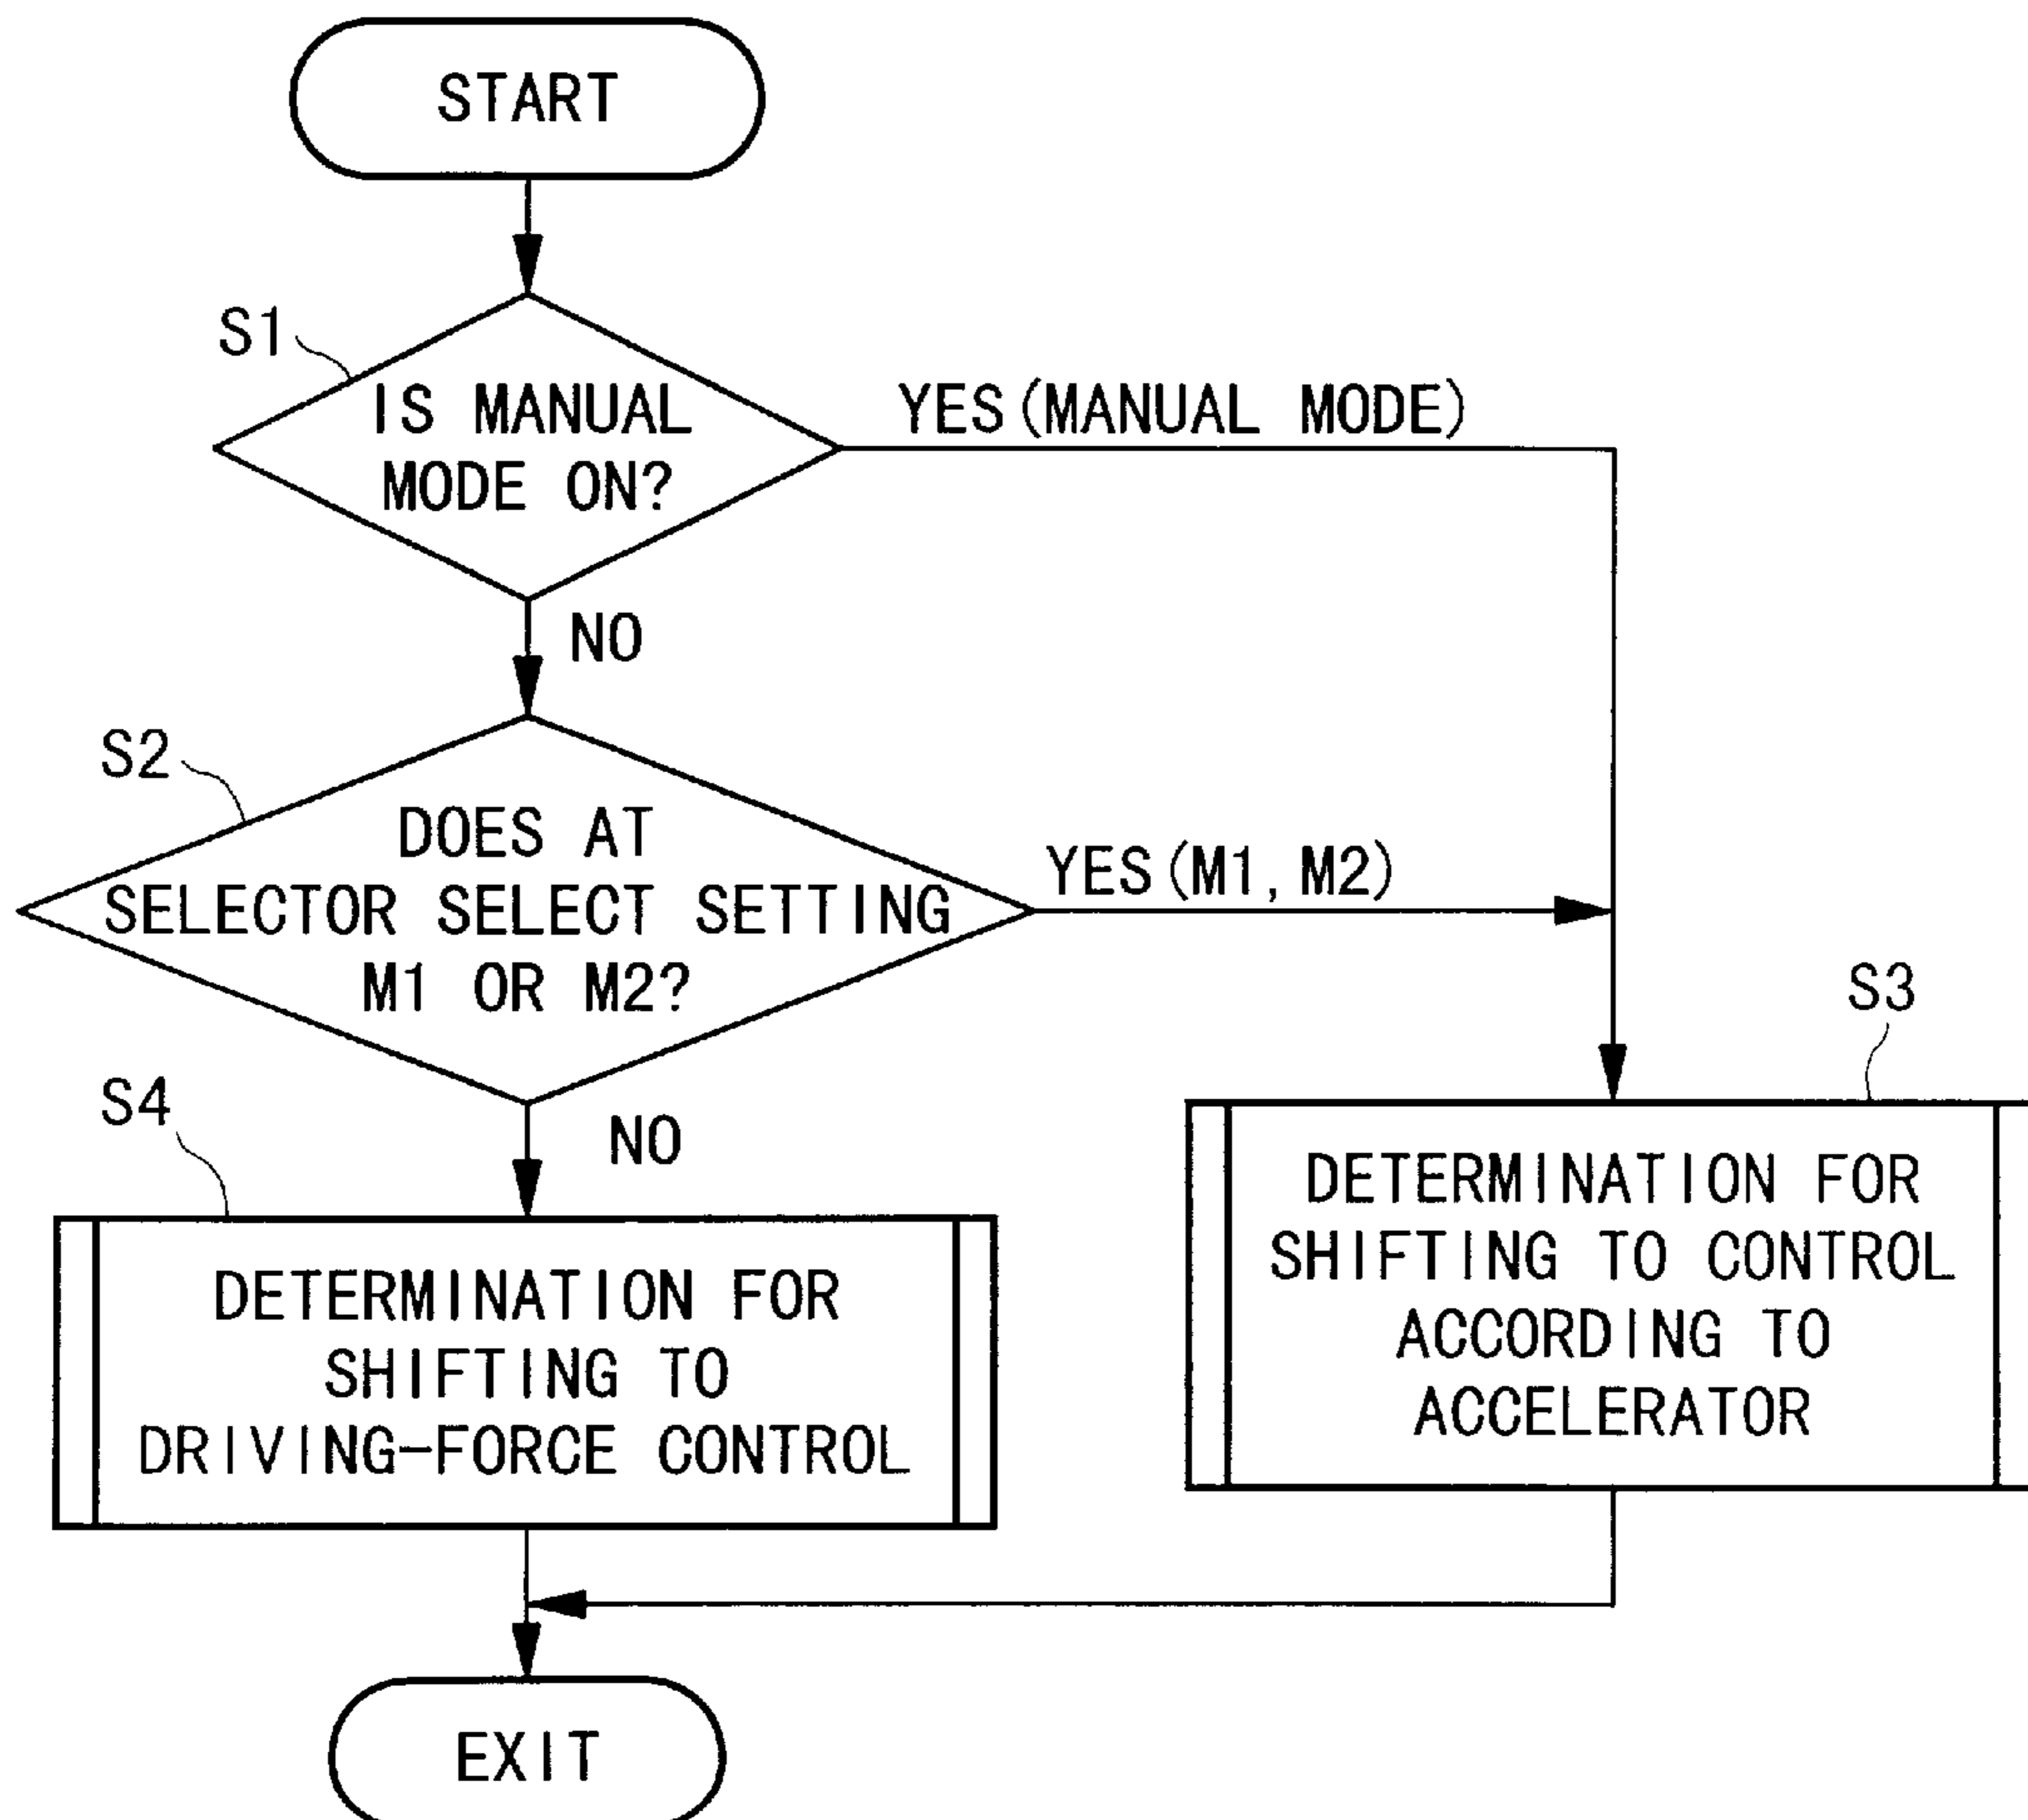 START
S1
IS MANUAL
MODE ON?
YES(MANUAL MODE)
NO
S2
DOES AT
SELECTOR SELECT SETTING
M1 OR M2?
YES(M1,M2)
S3
S4
NO
DETERMINATION FOR
SHIFTING TO CONTROL
ACCORDING TO
ACCELERATOR
DETERMINATION FOR
SHIFTING TO
DRIVING-FORCE CONTROL
EXIT